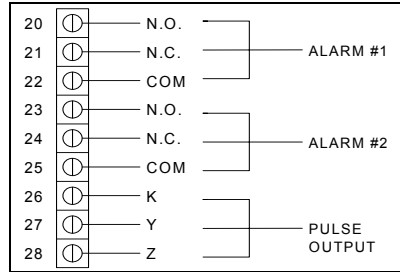 20 N.O.
21 N.C. ALARM #1
22 COM
23 N.O.
24 N.C. ALARM #2
25 COM
26 K
27 Y PULSE
28 Z OUTPUT